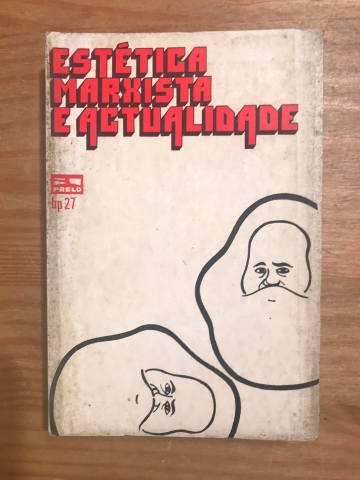 ESTÉTICA
MARXISTA
E ACTUALIDADE
PRELO
bp 27